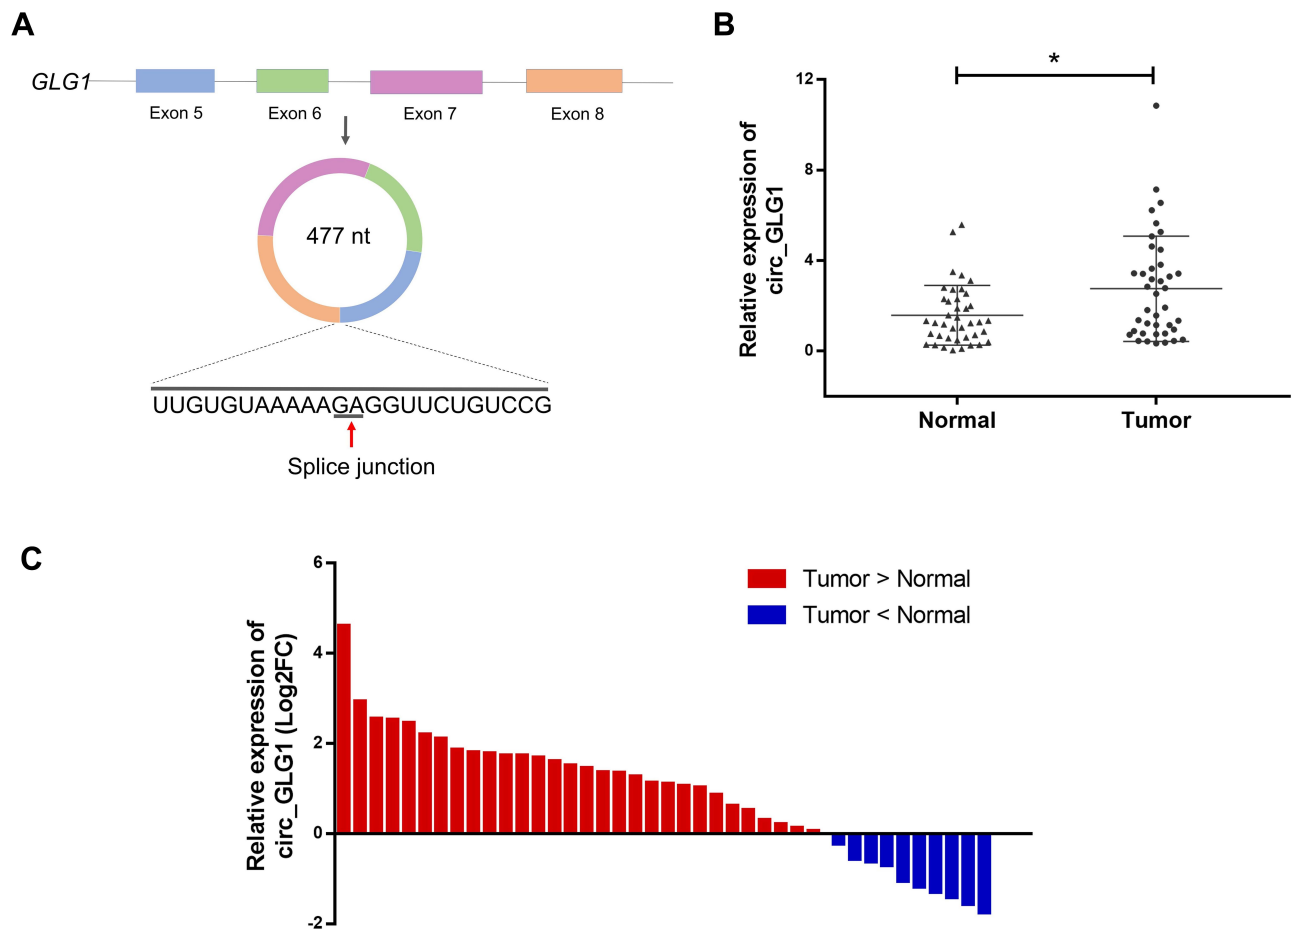 A
GLG1
Exon 5
Exon 6
Exon 7
Exon 8
477 nt
UUGUGUAAAAAGAGGUUCUGUCCG
Splice junction
B
*
Relative expression of
circ_GLG1
12
8
4
0
Normal
Tumor
C
Relative expression of
circ_GLG1 (Log2FC)
6
4
2
0
-2
Tumor > Normal
Tumor < Normal